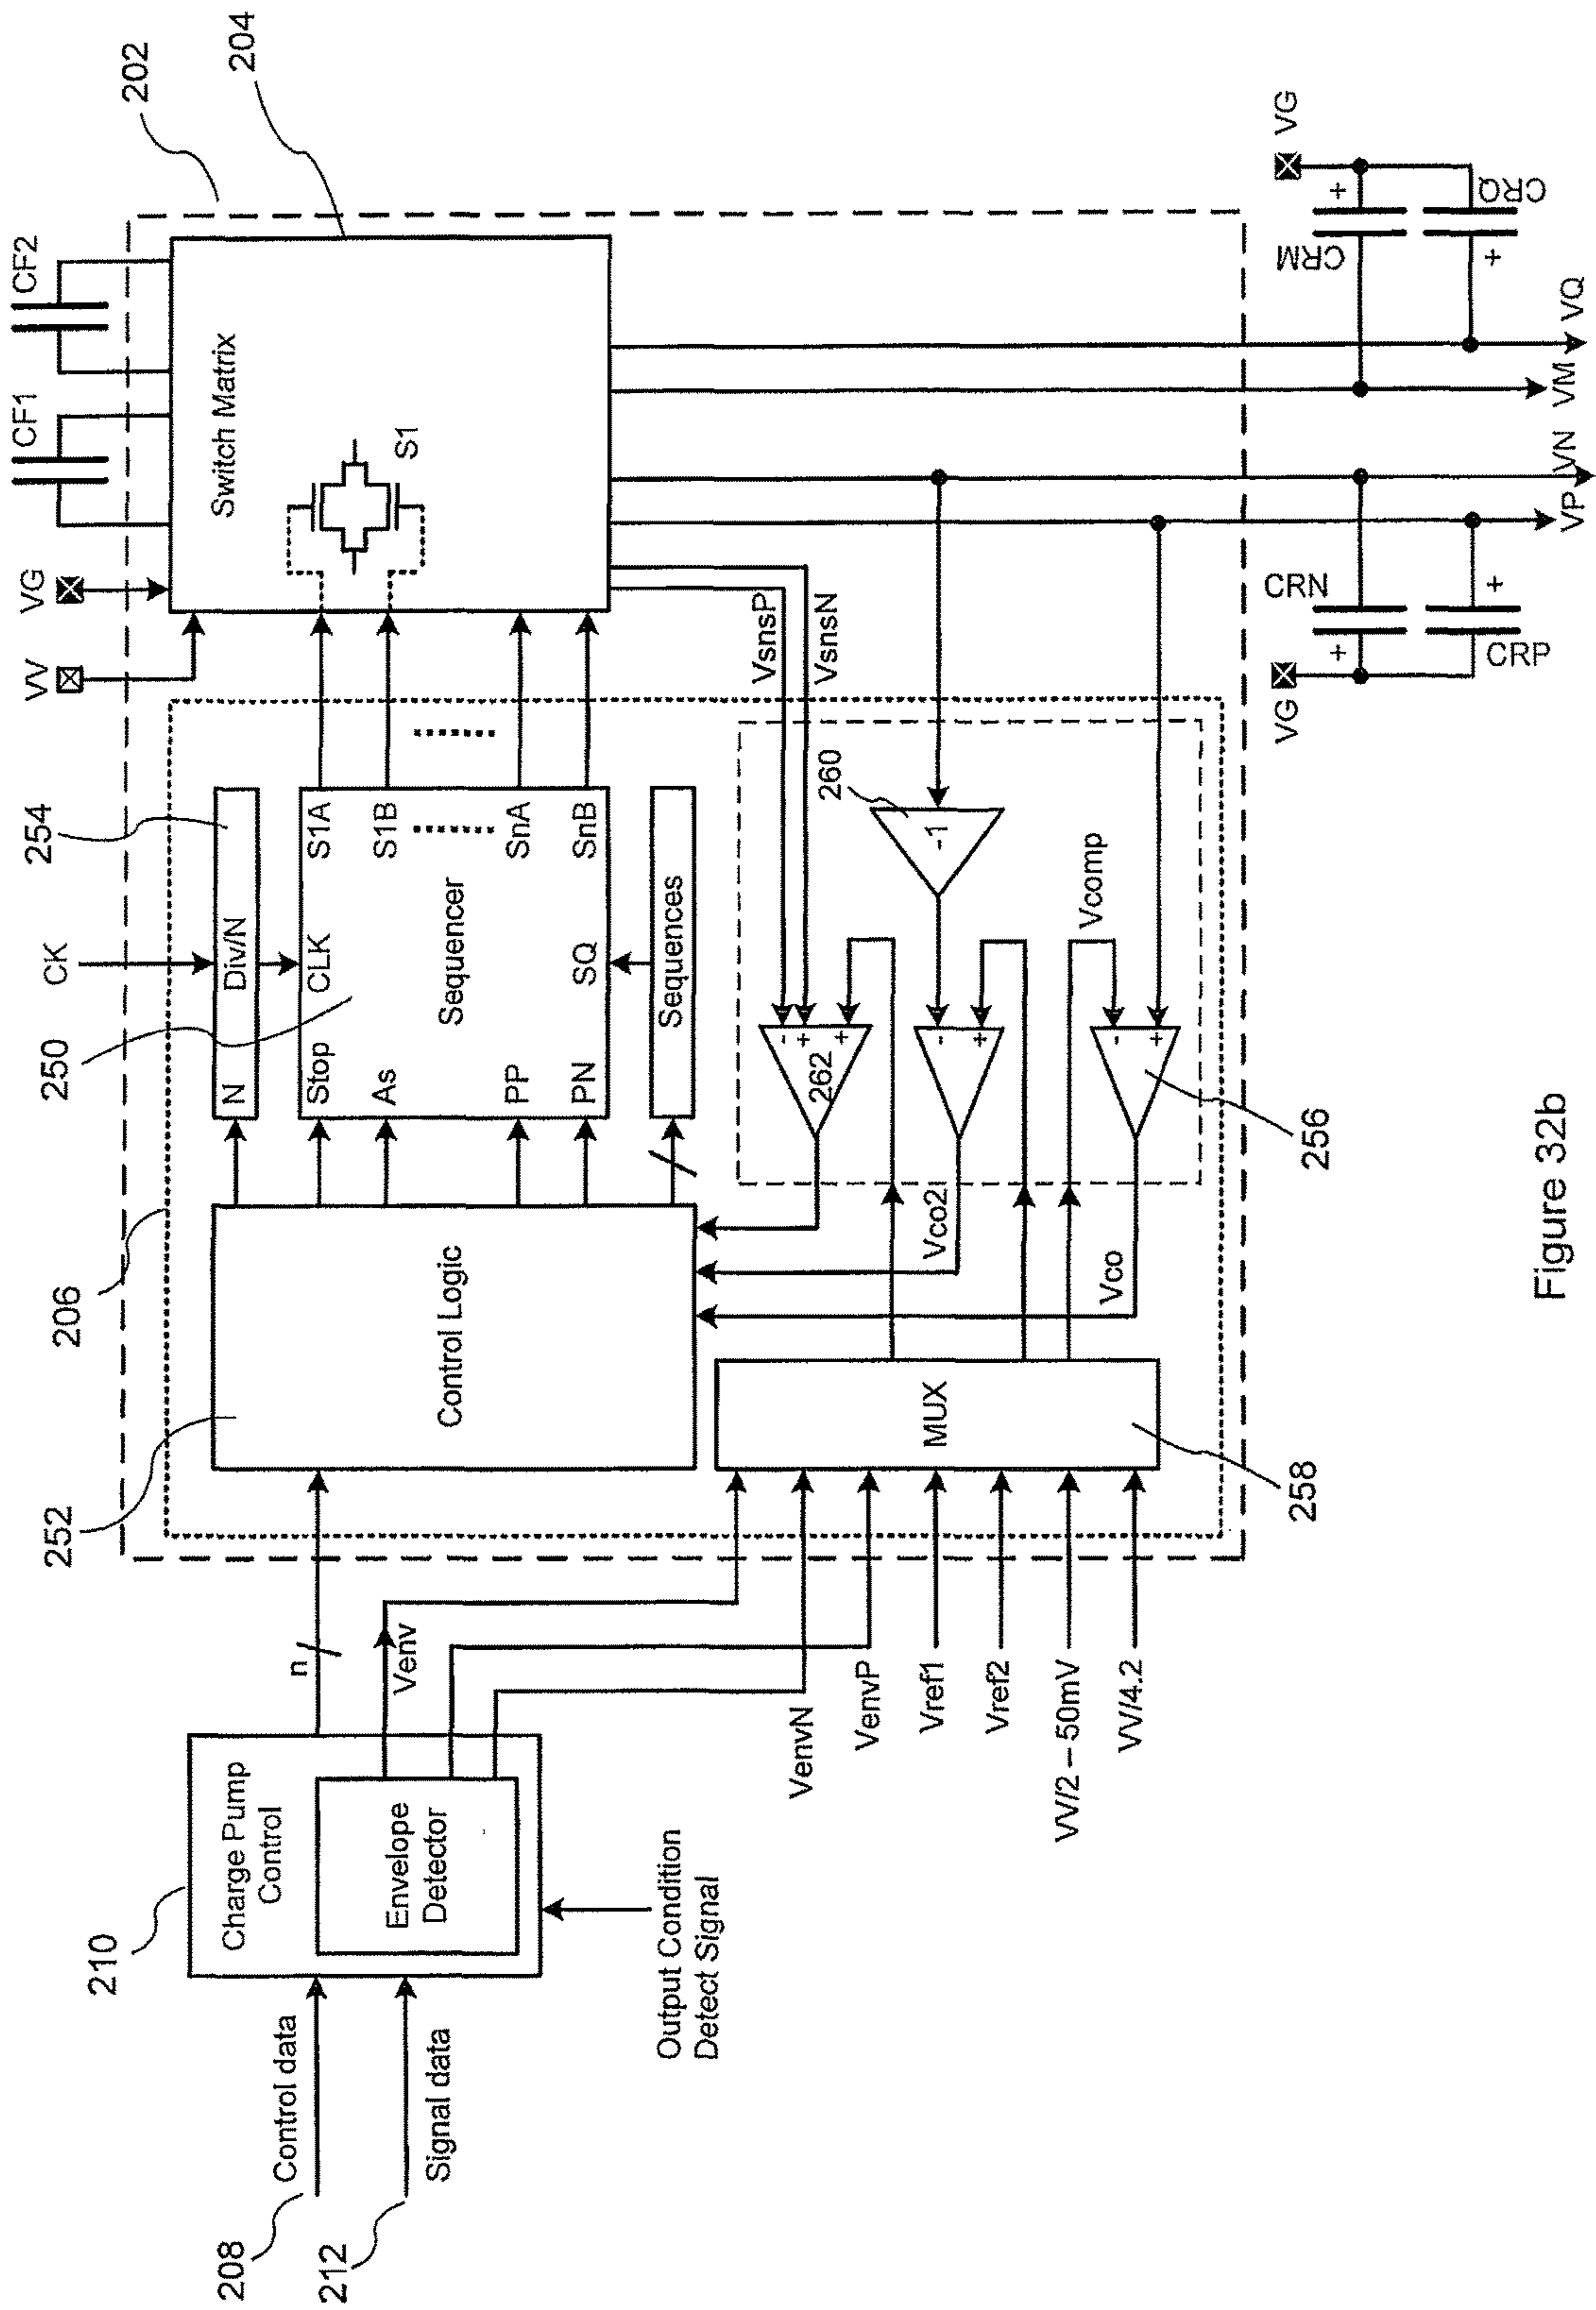 208
Control data
212
Signal data
210
Charge Pump
Control
Envelope
Detector
Output Condition
Detect Signal
n
Venv
VenvN
VenvP
Vref1
Vref2
VV/2 – 50mV
VV/4.2
252
206
Control Logic
MUX
258
Vco2
Vco
256
250
254
CK
N
Div/N
Stop
CLK
S1A
As
S1B
Sequencer
PP
SnA
PN
SQ
SnB
Sequences
262
-
+
+
-
+
-
+
260
-1
Vcomp
VsnsP
VsnsN
VV
VG
CF1
CF2
202
204
Switch Matrix
S1
VG
+
CRN
CRP
+
VP
VN
VM
VQ
CRM
+
+
CRQ
VG
Figure 32b